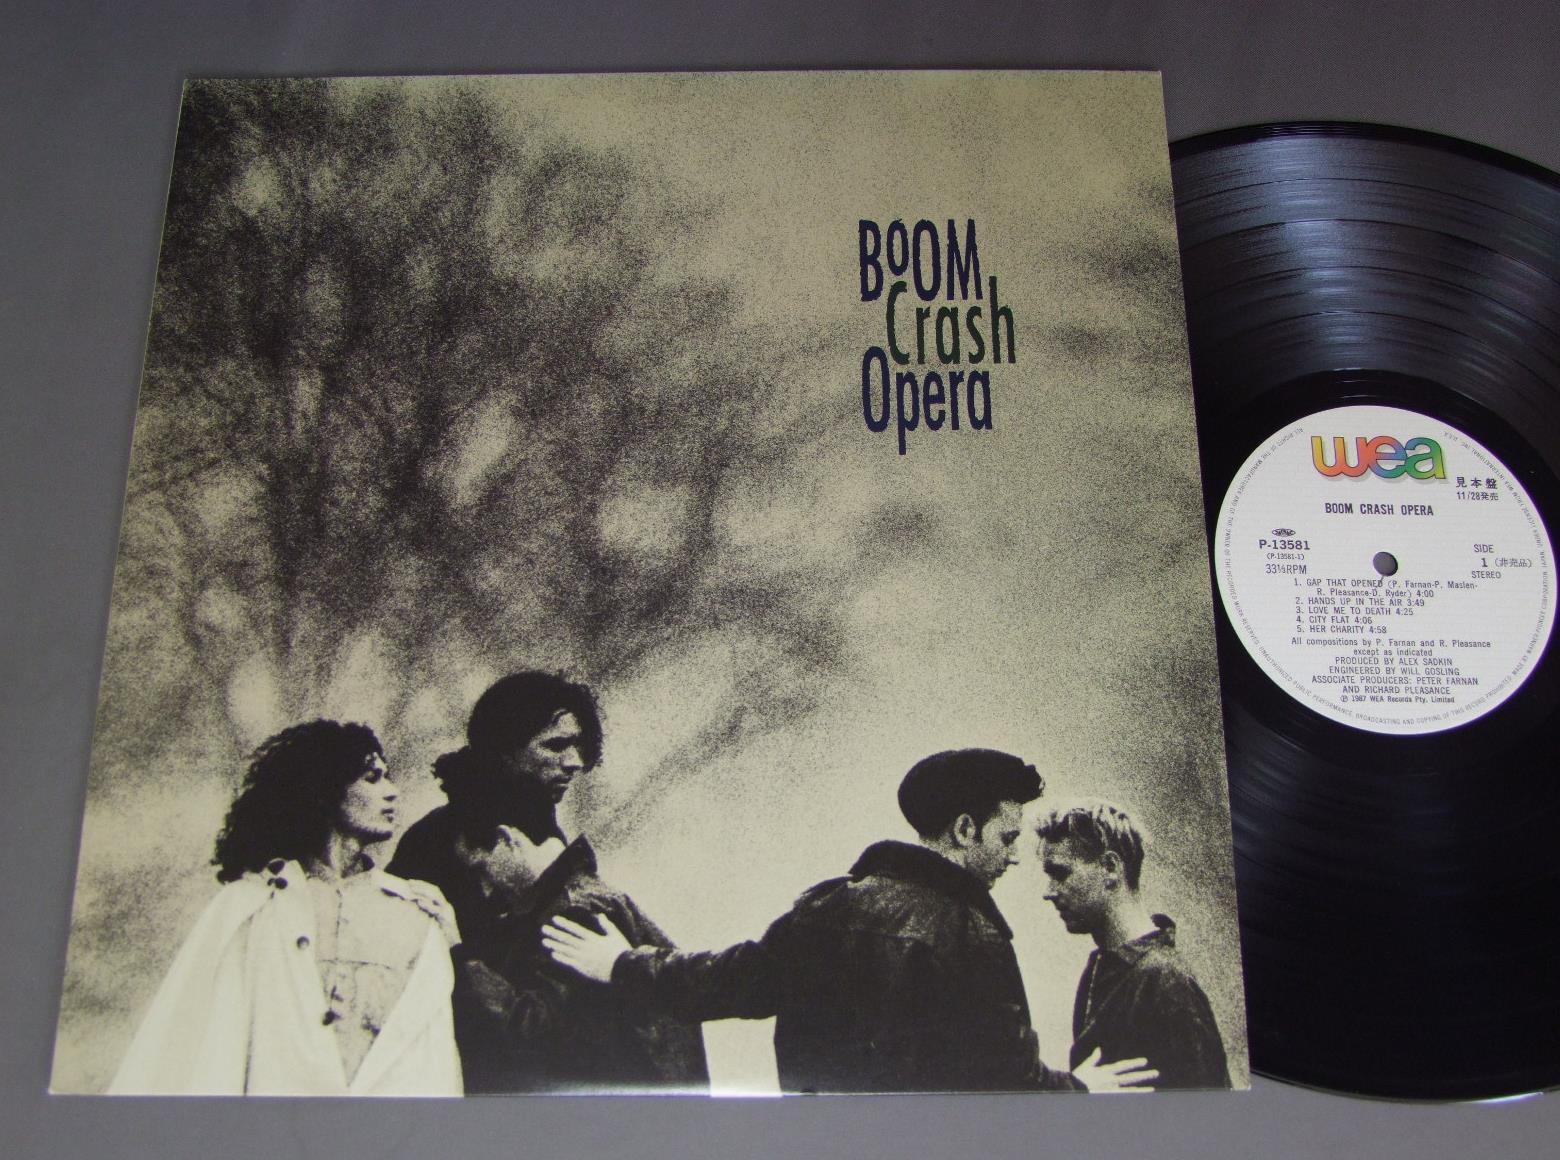 BoOM
Crash
Opera
wea
見本盤
11/28発売
BOOM CRASH OPERA
P-13581
(P-13581-1)
33⅓RPM
SIDE
1 (非売品)
STEREO
1. GAP THAT OPENED (P. Farnan-P. Maslen-
R. Pleasance-D. Ryder) 4:00
2. HANDS UP IN THE AIR 3:49
3. LOVE ME TO DEATH 4:25
4. CITY FLAT 4:06
5. HER CHARITY 4:58
All compositions by P. Farnan and R. Pleasance
except as indicated
PRODUCED BY ALEX SADKIN
ENGINEERED BY WILL GOSLING
ASSOCIATE PRODUCERS: PETER FARNAN
AND RICHARD PLEASANCE
℗ 1987 WEA Records Pty. Limited